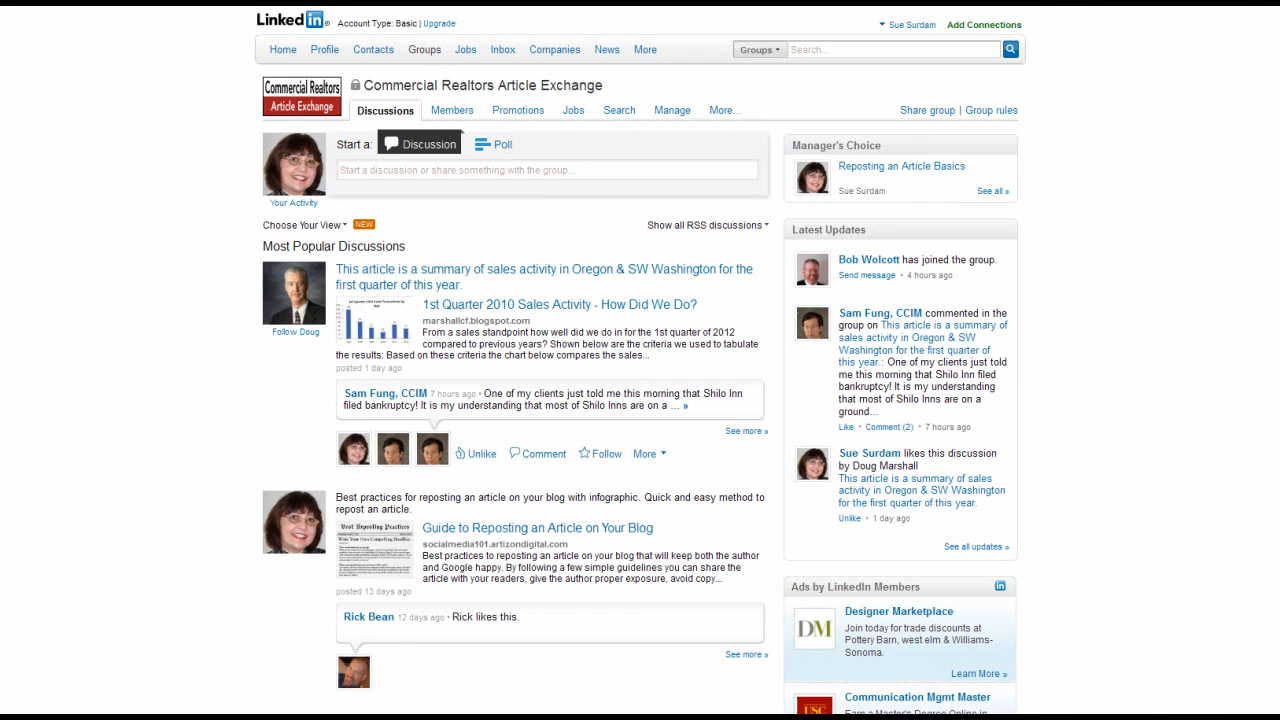 Linked in® Account Type: Basic | Upgrade
Sue Surdam Add Connections
Home Profile Contacts Groups Jobs Inbox Companies News More
Groups Search...
Commercial Realtors
Article Exchange
Commercial Realtors Article Exchange
Discussions Members Promotions Jobs Search Manage More...
Share group | Group rules
Start a: Discussion Poll
Start a discussion or share something with the group...
Your Activity
Choose Your View NEW
Show all RSS discussions
Most Popular Discussions
This article is a summary of sales activity in Oregon & SW Washington for the
first quarter of this year.
1st Quarter 2010 Sales Activity - How Did We Do?
marshallcf.blogspot.com
From a sales standpoint how well did we do in for the 1st quarter of 2012
compared to previous years? Shown below are the criteria we used to tabulate
the results: Based on these criteria the chart below compares the sales...
posted 1 day ago
Follow Doug
Sam Fung, CCIM 7 hours ago • One of my clients just told me this morning that Shilo Inn
filed bankruptcy! It is my understanding that most of Shilo Inns are on a ... »
See more »
Unlike Comment Follow More
Best practices for reposting an article on your blog with infographic. Quick and easy method to
repost an article.
Best Reposting Practices
Write Your Own Compelling Headline
Guide to Reposting an Article on Your Blog
socialmedia101.artizondigital.com
Best practices to reposting an article on your blog that will keep both the author
and Google happy. By following a few simple guidelines you can share the
article with your readers, give the author proper exposure, avoid copy...
posted 13 days ago
Rick Bean 12 days ago • Rick likes this.
See more »
Manager's Choice
Reposting an Article Basics
Sue Surdam See all »
Latest Updates
Bob Wolcott has joined the group.
Send message • 4 hours ago
Sam Fung, CCIM commented in the
group on This article is a summary of
sales activity in Oregon & SW
Washington for the first quarter of
this year.: One of my clients just told
me this morning that Shilo Inn filed
bankruptcy! It is my understanding
that most of Shilo Inns are on a
ground...
Like • Comment (2) • 7 hours ago
Sue Surdam likes this discussion
by Doug Marshall
This article is a summary of sales
activity in Oregon & SW Washington
for the first quarter of this year.
Unlike • 1 day ago
See all updates »
Ads by LinkedIn Members in
DM
Designer Marketplace
Join today for trade discounts at
Pottery Barn, west elm & Williams-
Sonoma.
Learn More »
USC
Communication Mgmt Master
Earn a Master's Degree Online in